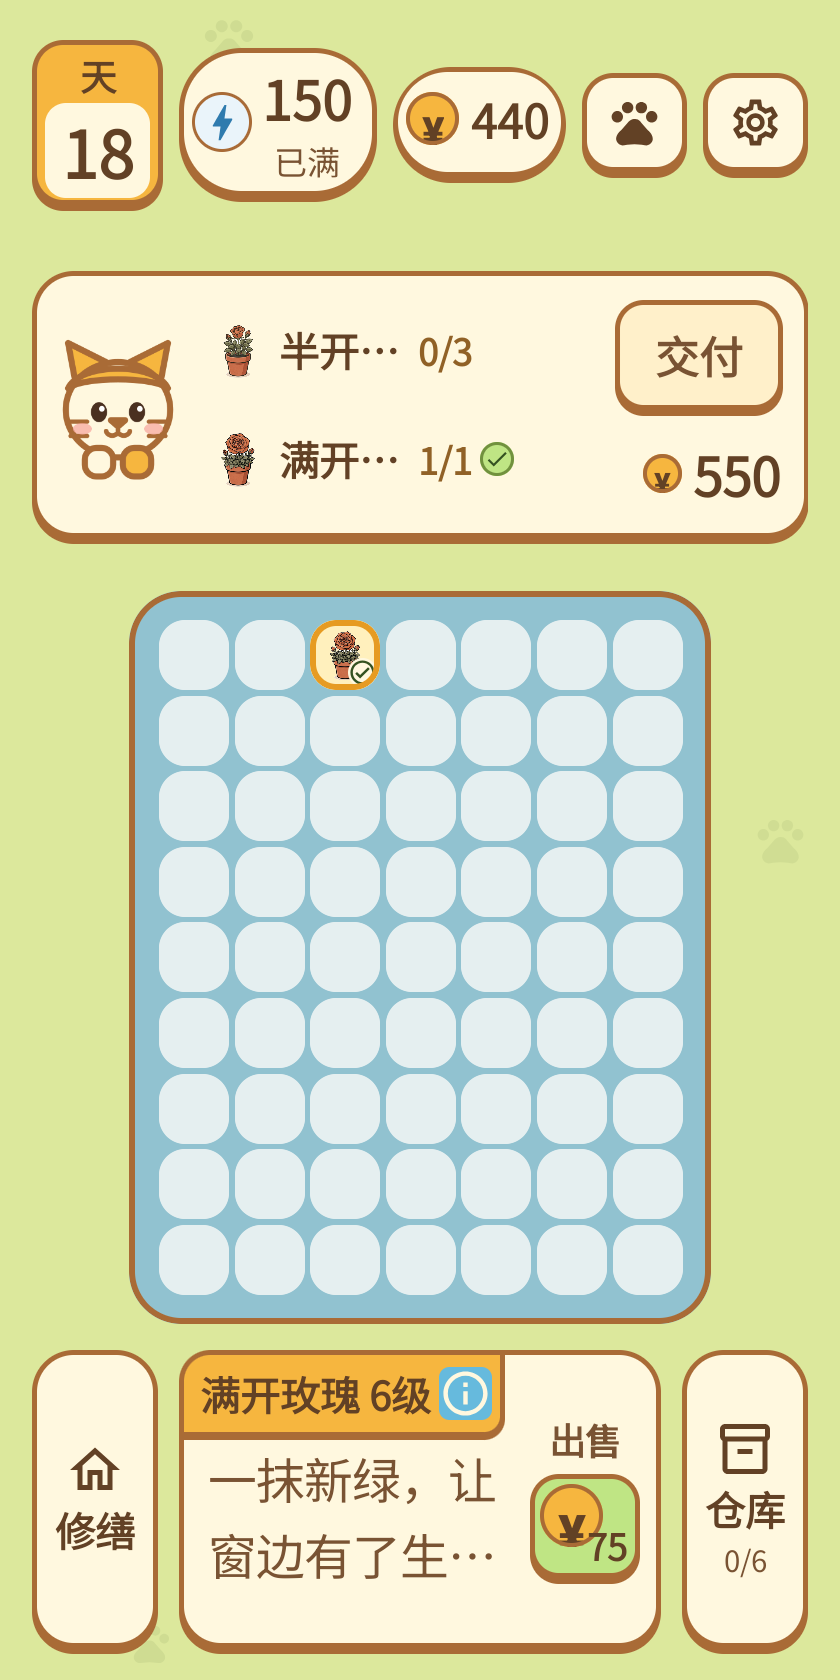 天
18
150
已满
¥ 440
半开… 0/3
满开… 1/1
交付
¥ 550
满开玫瑰 6级
一抹新绿，让
窗边有了生…
出售
¥ 75
修缮
仓库
0/6